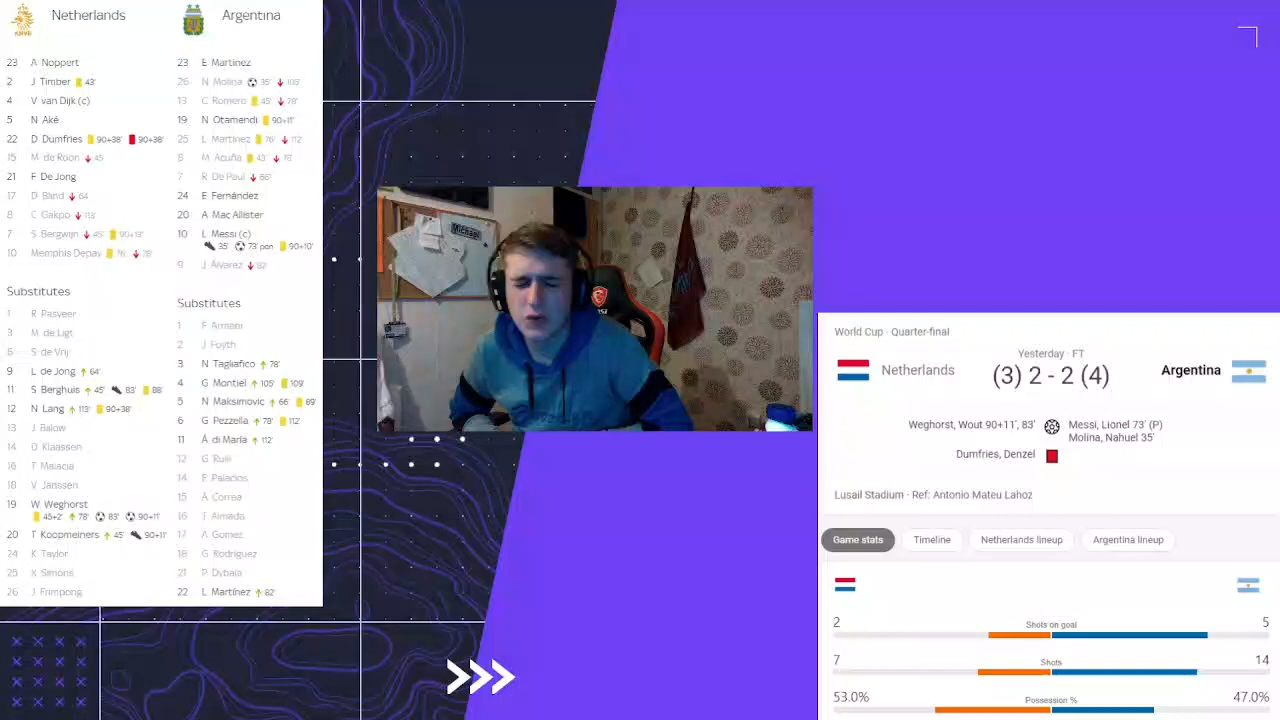 Netherlands
Argentina
23 A Noppert
2 J Timber 43'
4 V van Dijk (c)
5 N Aké
22 D Dumfries 90+38' 90+38'
15 M de Roon 45'
21 F De Jong
17 D Blind 64'
8 C Gakpo 113'
7 S Bergwijn 45' 90+13'
10 Memphis Depay 76' 78'
Substitutes
1 R Pasveer
3 M de Ligt
6 S de Vrij
9 L de Jong 64'
11 S Berghuis 45' 83' 88'
12 N Lang 113' 90+38'
13 J Bijlow
14 D Klaassen
16 T Malacia
18 V Janssen
19 W Weghorst
45+2' 78' 83' 90+11'
20 T Koopmeiners 45' 90+11'
24 K Taylor
25 X Simons
26 J Frimpong
23 E Martínez
26 N Molina 35' 105'
13 C Romero 45' 78'
19 N Otamendi 90+11'
25 L Martínez 76' 112'
8 M Acuña 43' 78'
7 R De Paul 66'
24 E Fernández
20 A Mac Allister
10 L Messi (c)
35' 73' pen 90+10'
9 J Álvarez 82'
Substitutes
1 F Armani
2 J Foyth
3 N Tagliafico 78'
4 G Montiel 105' 109'
5 N Maksimovic 66' 89'
6 G Pezzella 78' 112'
11 Á di María 112'
12 G Rulli
14 E Palacios
15 Á Correa
16 T Almada
17 A Gomez
18 G Rodriguez
21 P Dybala
22 L Martínez 82'
Michael
World Cup · Quarter-final
Yesterday · FT
Netherlands (3) 2 - 2 (4) Argentina
Weghorst, Wout 90+11', 83'
Messi, Lionel 73' (P)
Molina, Nahuel 35'
Dumfries, Denzel
Lusail Stadium · Ref: Antonio Mateu Lahoz
Game stats Timeline Netherlands lineup Argentina lineup
2 Shots on goal 5
7 Shots 14
53.0% Possession % 47.0%